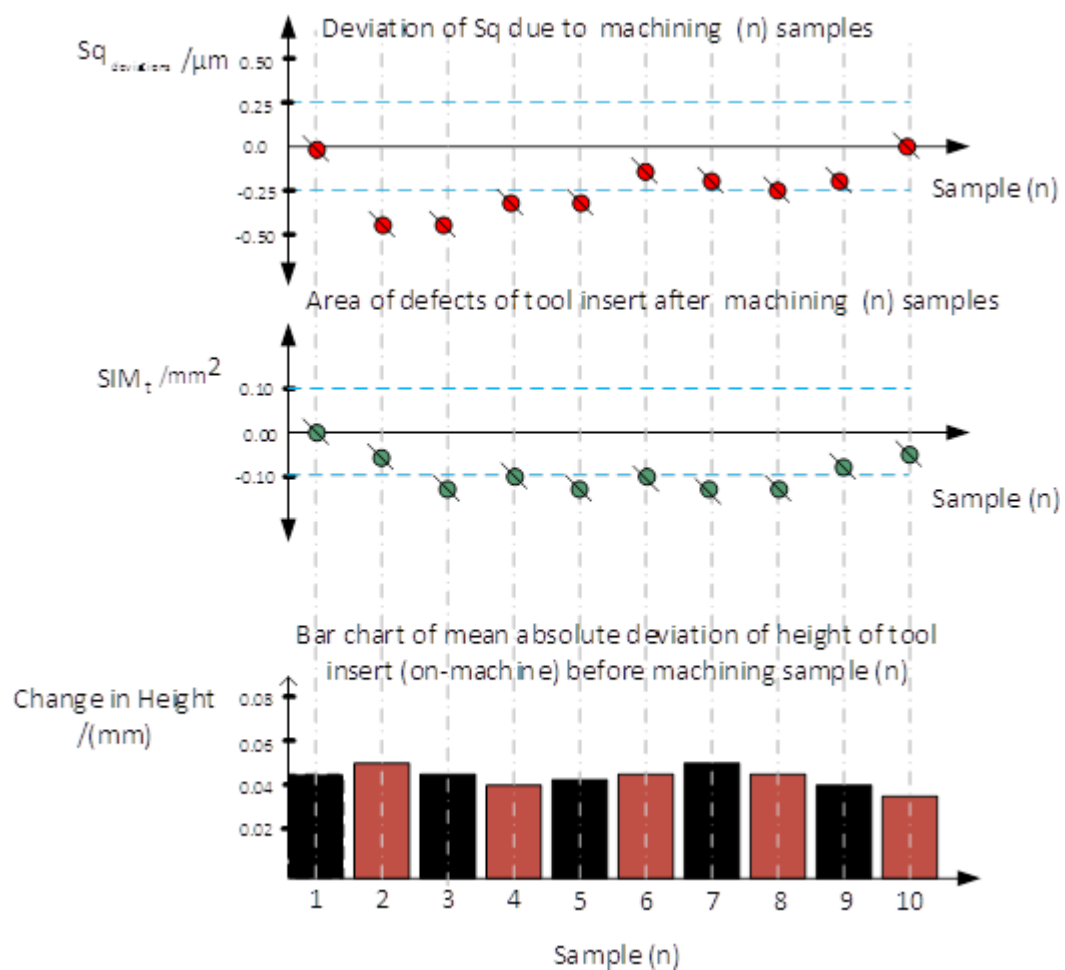 Deviation of Sq due to machining (n) samples
Sq deviations /μm
0.50
0.25
0.0
-0.25
-0.50
Sample (n)
Area of defects of tool insert after machining (n) samples
SIM t /mm²
0.10
0.00
-0.10
Sample (n)
Bar chart of mean absolute deviation of height of tool
insert (on-machine) before machining sample (n)
Change in Height
/(mm)
0.08
0.06
0.04
0.02
1 2 3 4 5 6 7 8 9 10
Sample (n)